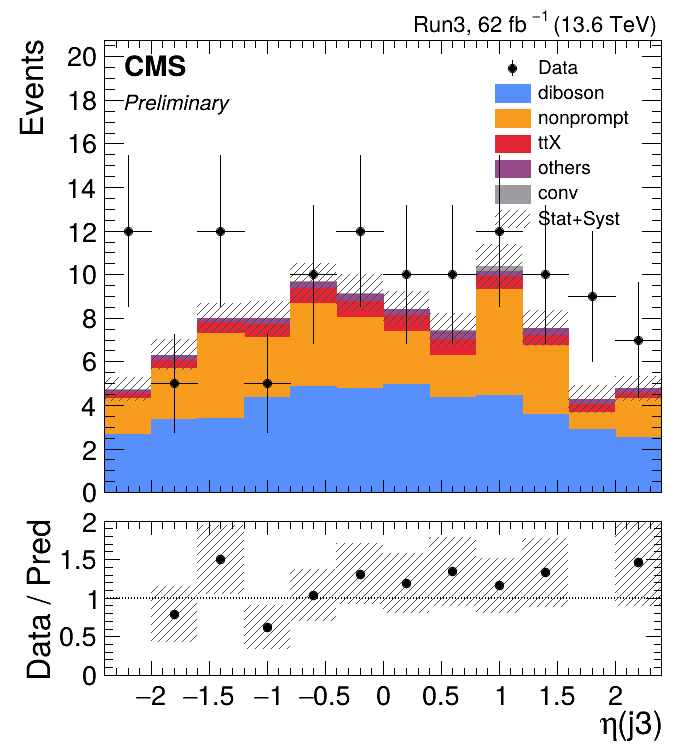 Run3, 62 fb⁻¹ (13.6 TeV)
Events
20
18
16
14
12
10
8
6
4
2
0
CMS
Preliminary
Data
diboson
nonprompt
ttX
others
conv
Stat+Syst
Data / Pred
2
1.5
1
0.5
0
−2
−1.5
−1
−0.5
0
0.5
1
1.5
2
η(j3)